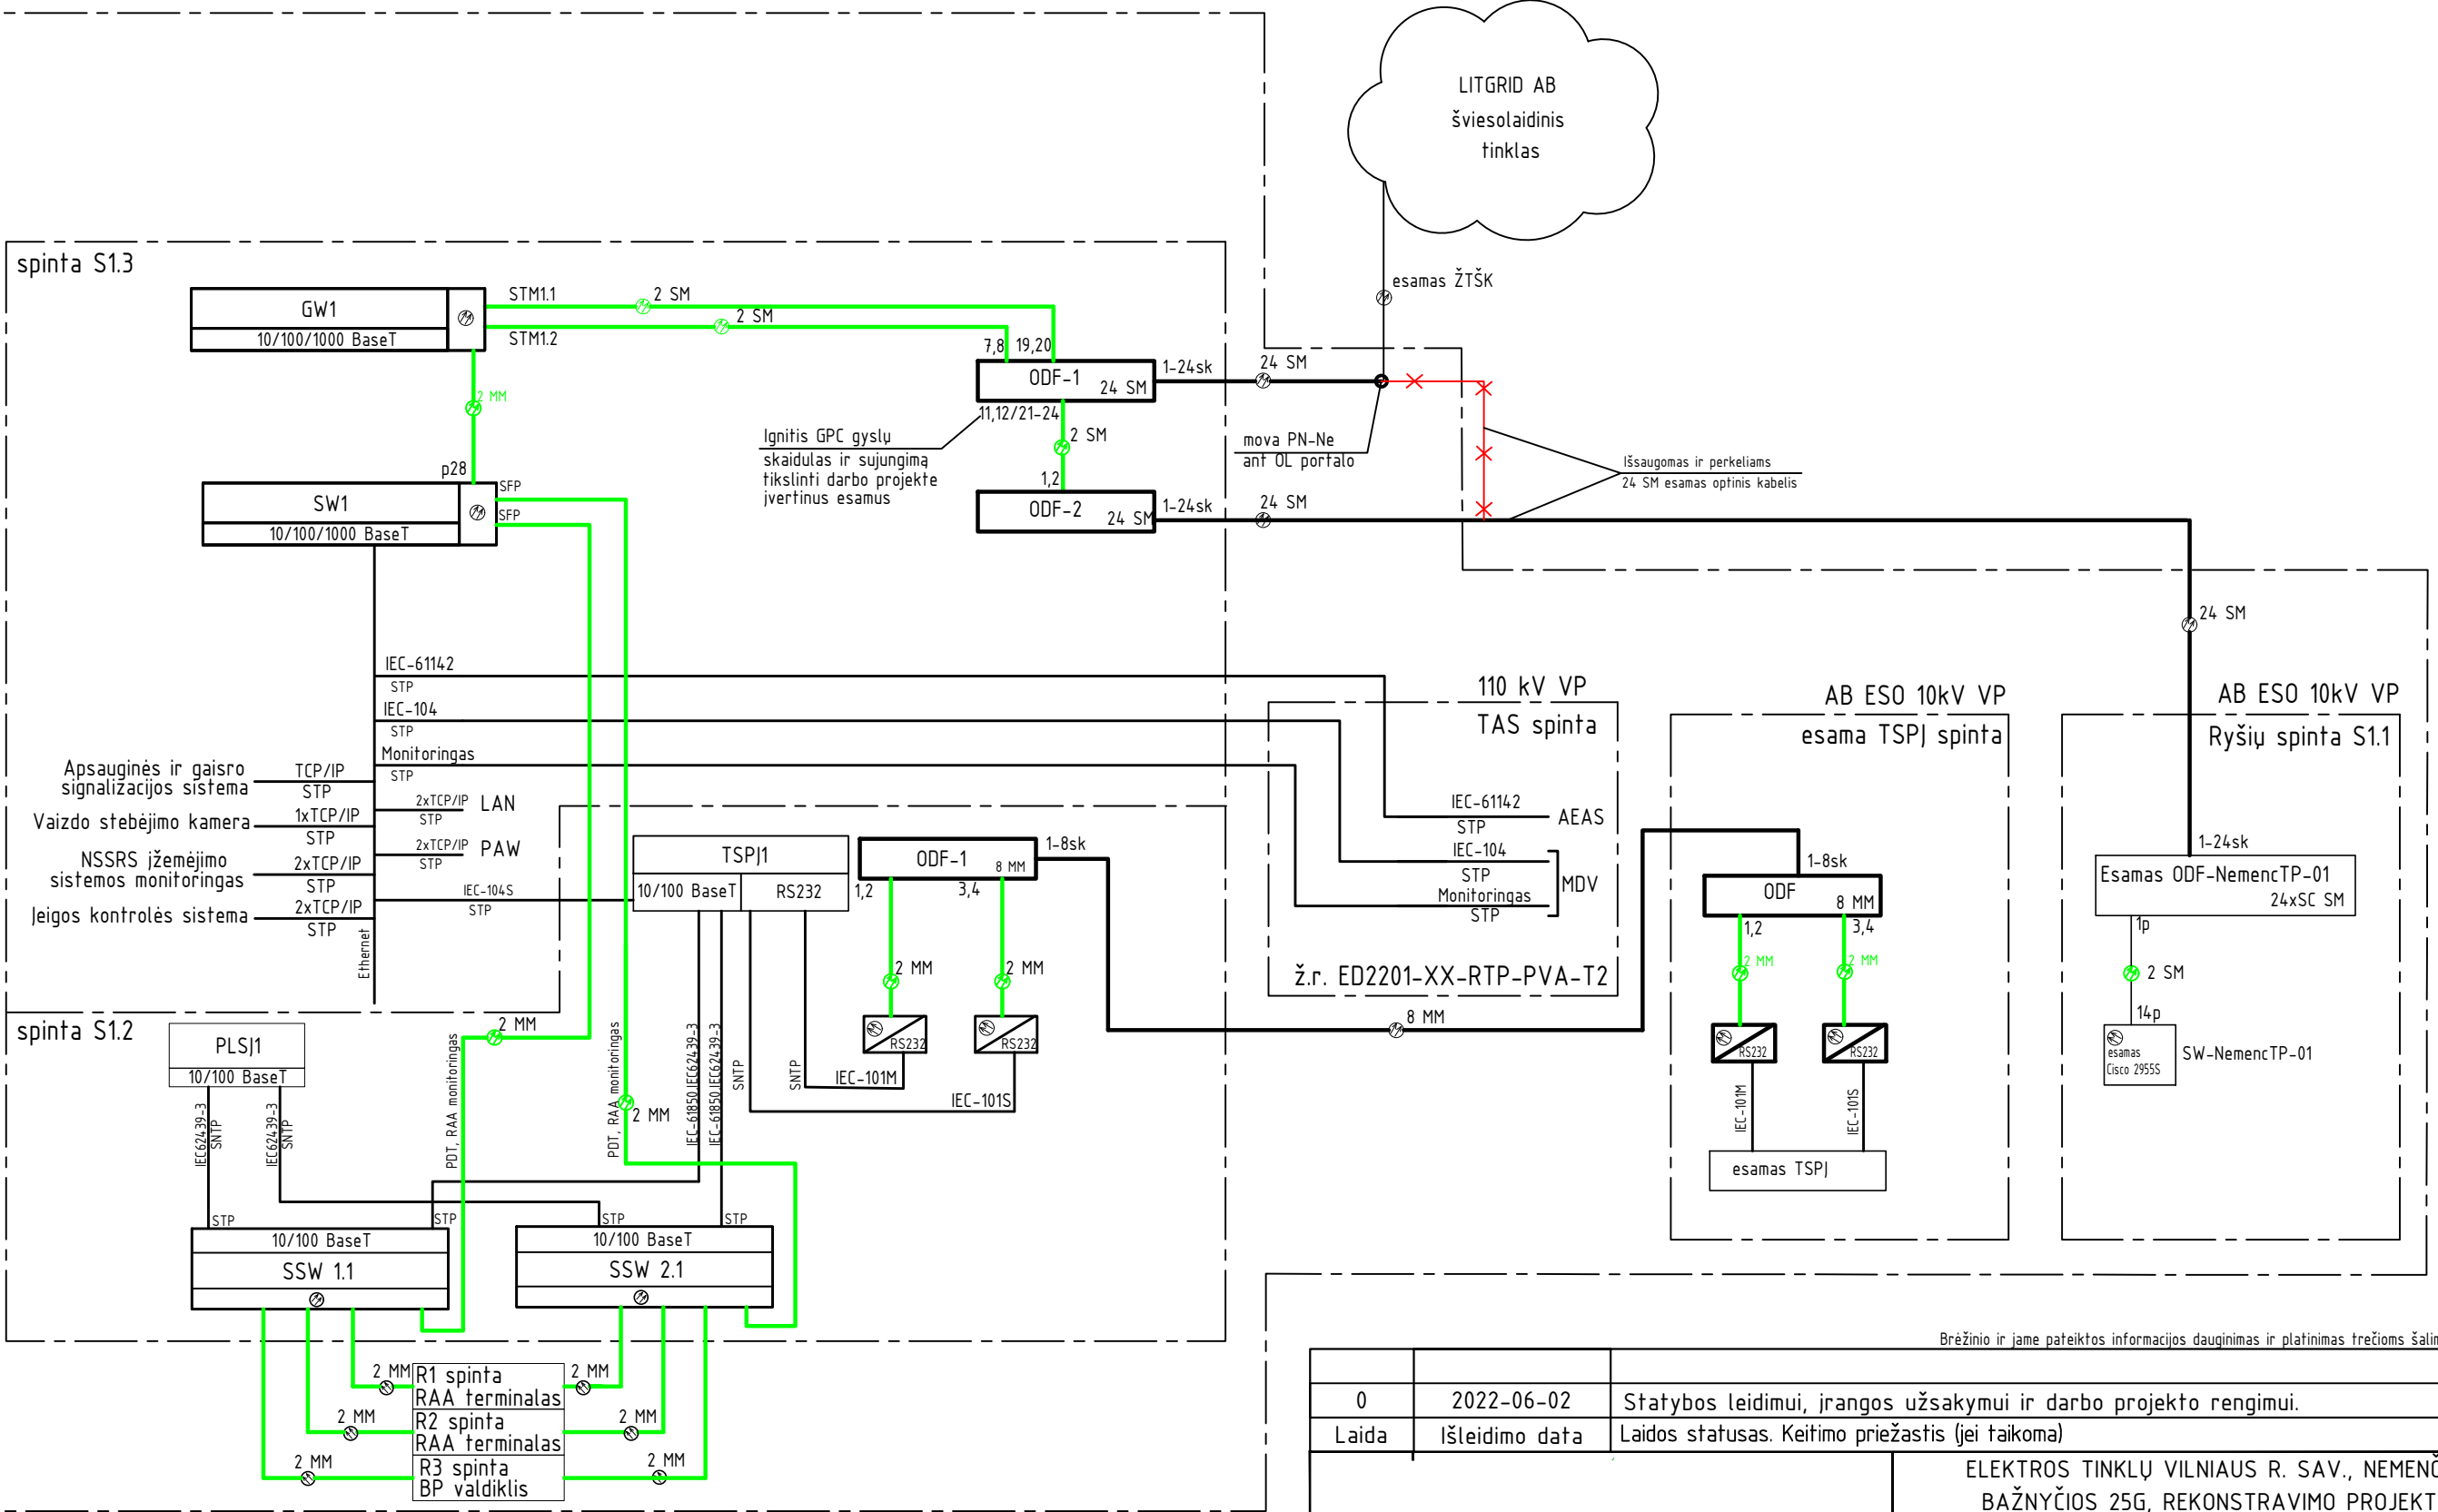 LITGRID AB
šviesolaidinis
tinklas
esamas ŽTŠK
spinta S1.3
GW1
10/100/1000 BaseT
STM1.1
2 SM
STM1.2
2 SM
7,8
19,20
ODF-1
24 SM
1-24sk
24 SM
11,12/21-24
2 SM
1,2
ODF-2
24 SM
1-24sk
24 SM
Ignitis GPC gyslų
skaidulas ir sujungimą
tikslinti darbo projekte
įvertinus esamus
mova PN-Ne
ant OL portalo
Išsaugomas ir perkeliams
24 SM esamas optinis kabelis
2 MM
p28
SW1
10/100/1000 BaseT
SFP
SFP
24 SM
IEC-61142
STP
IEC-104
STP
Monitoringas
STP
Apsauginės ir gaisro
signalizacijos sistema
TCP/IP
STP
Vaizdo stebėjimo kamera
1xTCP/IP
STP
NSSRS įžemėjimo
sistemos monitoringas
2xTCP/IP
STP
Įeigos kontrolės sistema
2xTCP/IP
STP
2xTCP/IP
STP
LAN
2xTCP/IP
STP
PAW
IEC-104S
STP
Ethernet
TSPĮ1
10/100 BaseT
RS232
ODF-1
8 MM
1-8sk
1,2
3,4
2 MM
2 MM
RS232
RS232
IEC-101M
IEC-101S
110 kV VP
TAS spinta
IEC-61142
STP
AEAS
IEC-104
STP
Monitoringas
STP
MDV
ž.r. ED2201-XX-RTP-PVA-T2
8 MM
AB ESO 10kV VP
esama TSPĮ spinta
1-8sk
ODF
8 MM
1,2
3,4
2 MM
2 MM
RS232
RS232
IEC-101M
IEC-101S
esamas TSPĮ
AB ESO 10kV VP
Ryšių spinta S1.1
1-24sk
Esamas ODF-NemencTP-01
24xSC SM
1p
2 SM
14p
esamas
Cisco 2955S
SW-NemencTP-01
spinta S1.2
PLSĮ1
10/100 BaseT
IEC62439-3
SNTP
IEC62439-3
SNTP
PDT, RAA monitoringas
2 MM
PDT, RAA monitoringas
2 MM
IEC-61850,IEC62439-3
IEC-61850,IEC62439-3
SNTP
SNTP
STP
STP
STP
STP
10/100 BaseT
SSW 1.1
10/100 BaseT
SSW 2.1
2 MM
R1 spinta
RAA terminalas
2 MM
2 MM
R2 spinta
RAA terminalas
2 MM
2 MM
R3 spinta
BP valdiklis
2 MM
Brėžinio ir jame pateiktos informacijos dauginimas ir platinimas trečioms šalim
0
2022-06-02
Statybos leidimui, įrangos užsakymui ir darbo projekto rengimui.
Laida
Išleidimo data
Laidos statusas. Keitimo priežastis (jei taikoma)
ELEKTROS TINKLŲ VILNIAUS R. SAV., NEMENČ
BAŽNYČIOS 25G, REKONSTRAVIMO PROJEKT